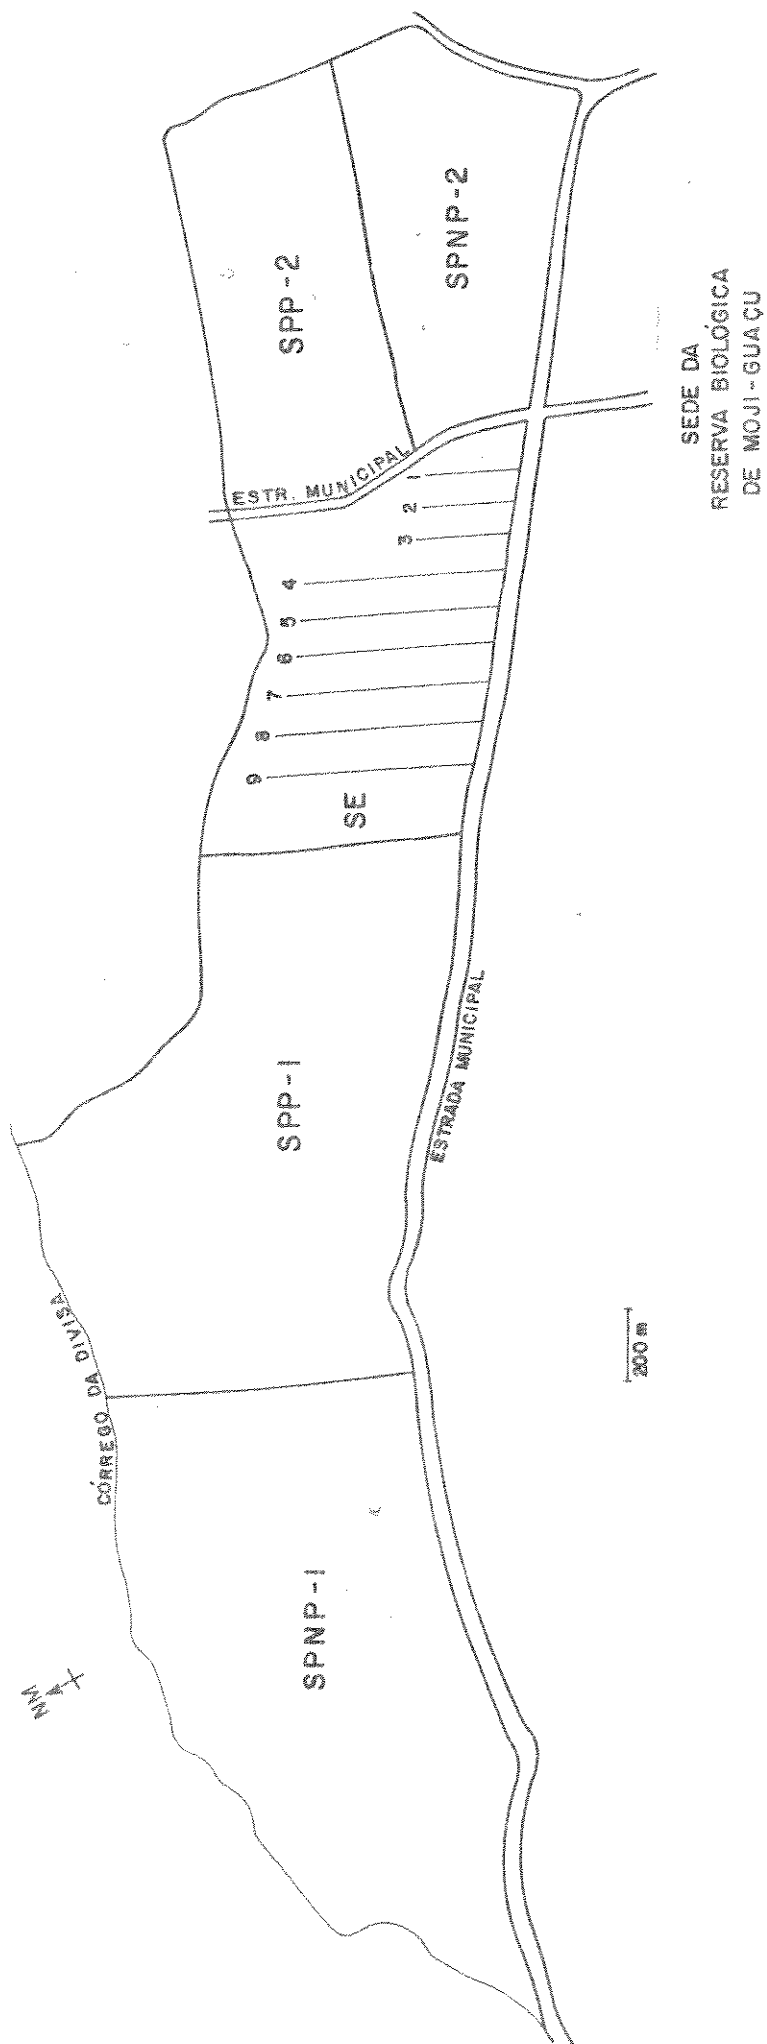 NM
SPNP-1
CÓRREGO DA DIVISA
SPP-1
ESTRADA MUNICIPAL
200 m
SE
9
8
7
6
5
4
3
2
1
ESTR. MUNICIPAL
SPP-2
SPNP-2
SEDE DA
RESERVA BIOLÓGICA
DE MOJI-GUAÇU